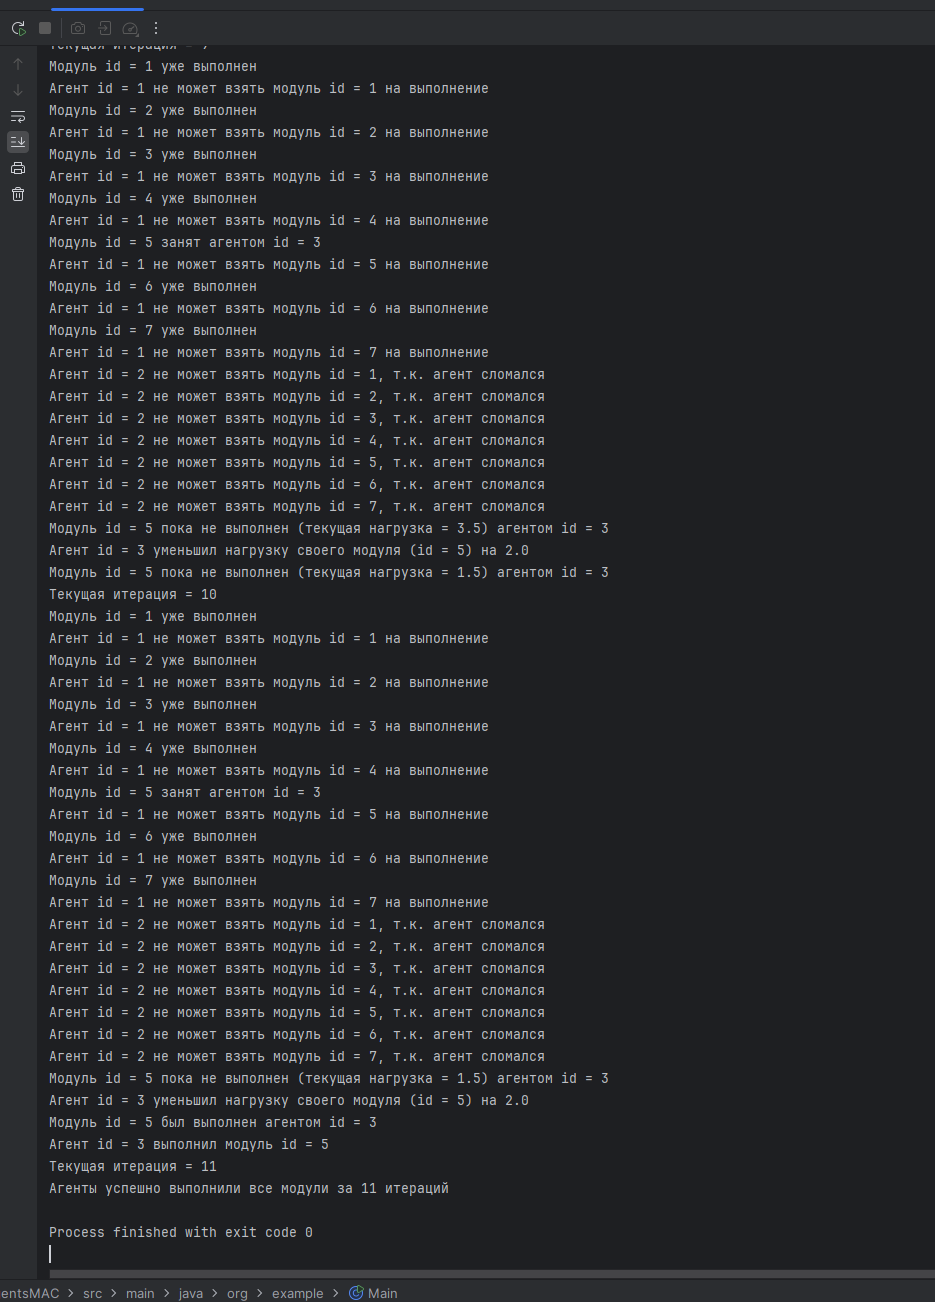 Текущая итерация = 9
Модуль id = 1 уже выполнен
Агент id = 1 не может взять модуль id = 1 на выполнение
Модуль id = 2 уже выполнен
Агент id = 1 не может взять модуль id = 2 на выполнение
Модуль id = 3 уже выполнен
Агент id = 1 не может взять модуль id = 3 на выполнение
Модуль id = 4 уже выполнен
Агент id = 1 не может взять модуль id = 4 на выполнение
Модуль id = 5 занят агентом id = 3
Агент id = 1 не может взять модуль id = 5 на выполнение
Модуль id = 6 уже выполнен
Агент id = 1 не может взять модуль id = 6 на выполнение
Модуль id = 7 уже выполнен
Агент id = 1 не может взять модуль id = 7 на выполнение
Агент id = 2 не может взять модуль id = 1, т.к. агент сломался
Агент id = 2 не может взять модуль id = 2, т.к. агент сломался
Агент id = 2 не может взять модуль id = 3, т.к. агент сломался
Агент id = 2 не может взять модуль id = 4, т.к. агент сломался
Агент id = 2 не может взять модуль id = 5, т.к. агент сломался
Агент id = 2 не может взять модуль id = 6, т.к. агент сломался
Агент id = 2 не может взять модуль id = 7, т.к. агент сломался
Модуль id = 5 пока не выполнен (текущая нагрузка = 3.5) агентом id = 3
Агент id = 3 уменьшил нагрузку своего модуля (id = 5) на 2.0
Модуль id = 5 пока не выполнен (текущая нагрузка = 1.5) агентом id = 3
Текущая итерация = 10
Модуль id = 1 уже выполнен
Агент id = 1 не может взять модуль id = 1 на выполнение
Модуль id = 2 уже выполнен
Агент id = 1 не может взять модуль id = 2 на выполнение
Модуль id = 3 уже выполнен
Агент id = 1 не может взять модуль id = 3 на выполнение
Модуль id = 4 уже выполнен
Агент id = 1 не может взять модуль id = 4 на выполнение
Модуль id = 5 занят агентом id = 3
Агент id = 1 не может взять модуль id = 5 на выполнение
Модуль id = 6 уже выполнен
Агент id = 1 не может взять модуль id = 6 на выполнение
Модуль id = 7 уже выполнен
Агент id = 1 не может взять модуль id = 7 на выполнение
Агент id = 2 не может взять модуль id = 1, т.к. агент сломался
Агент id = 2 не может взять модуль id = 2, т.к. агент сломался
Агент id = 2 не может взять модуль id = 3, т.к. агент сломался
Агент id = 2 не может взять модуль id = 4, т.к. агент сломался
Агент id = 2 не может взять модуль id = 5, т.к. агент сломался
Агент id = 2 не может взять модуль id = 6, т.к. агент сломался
Агент id = 2 не может взять модуль id = 7, т.к. агент сломался
Модуль id = 5 пока не выполнен (текущая нагрузка = 1.5) агентом id = 3
Агент id = 3 уменьшил нагрузку своего модуля (id = 5) на 2.0
Модуль id = 5 был выполнен агентом id = 3
Агент id = 3 выполнил модуль id = 5
Текущая итерация = 11
Агенты успешно выполнили все модули за 11 итераций
Process finished with exit code 0
entsMAC > src > main > java > org > example > Main